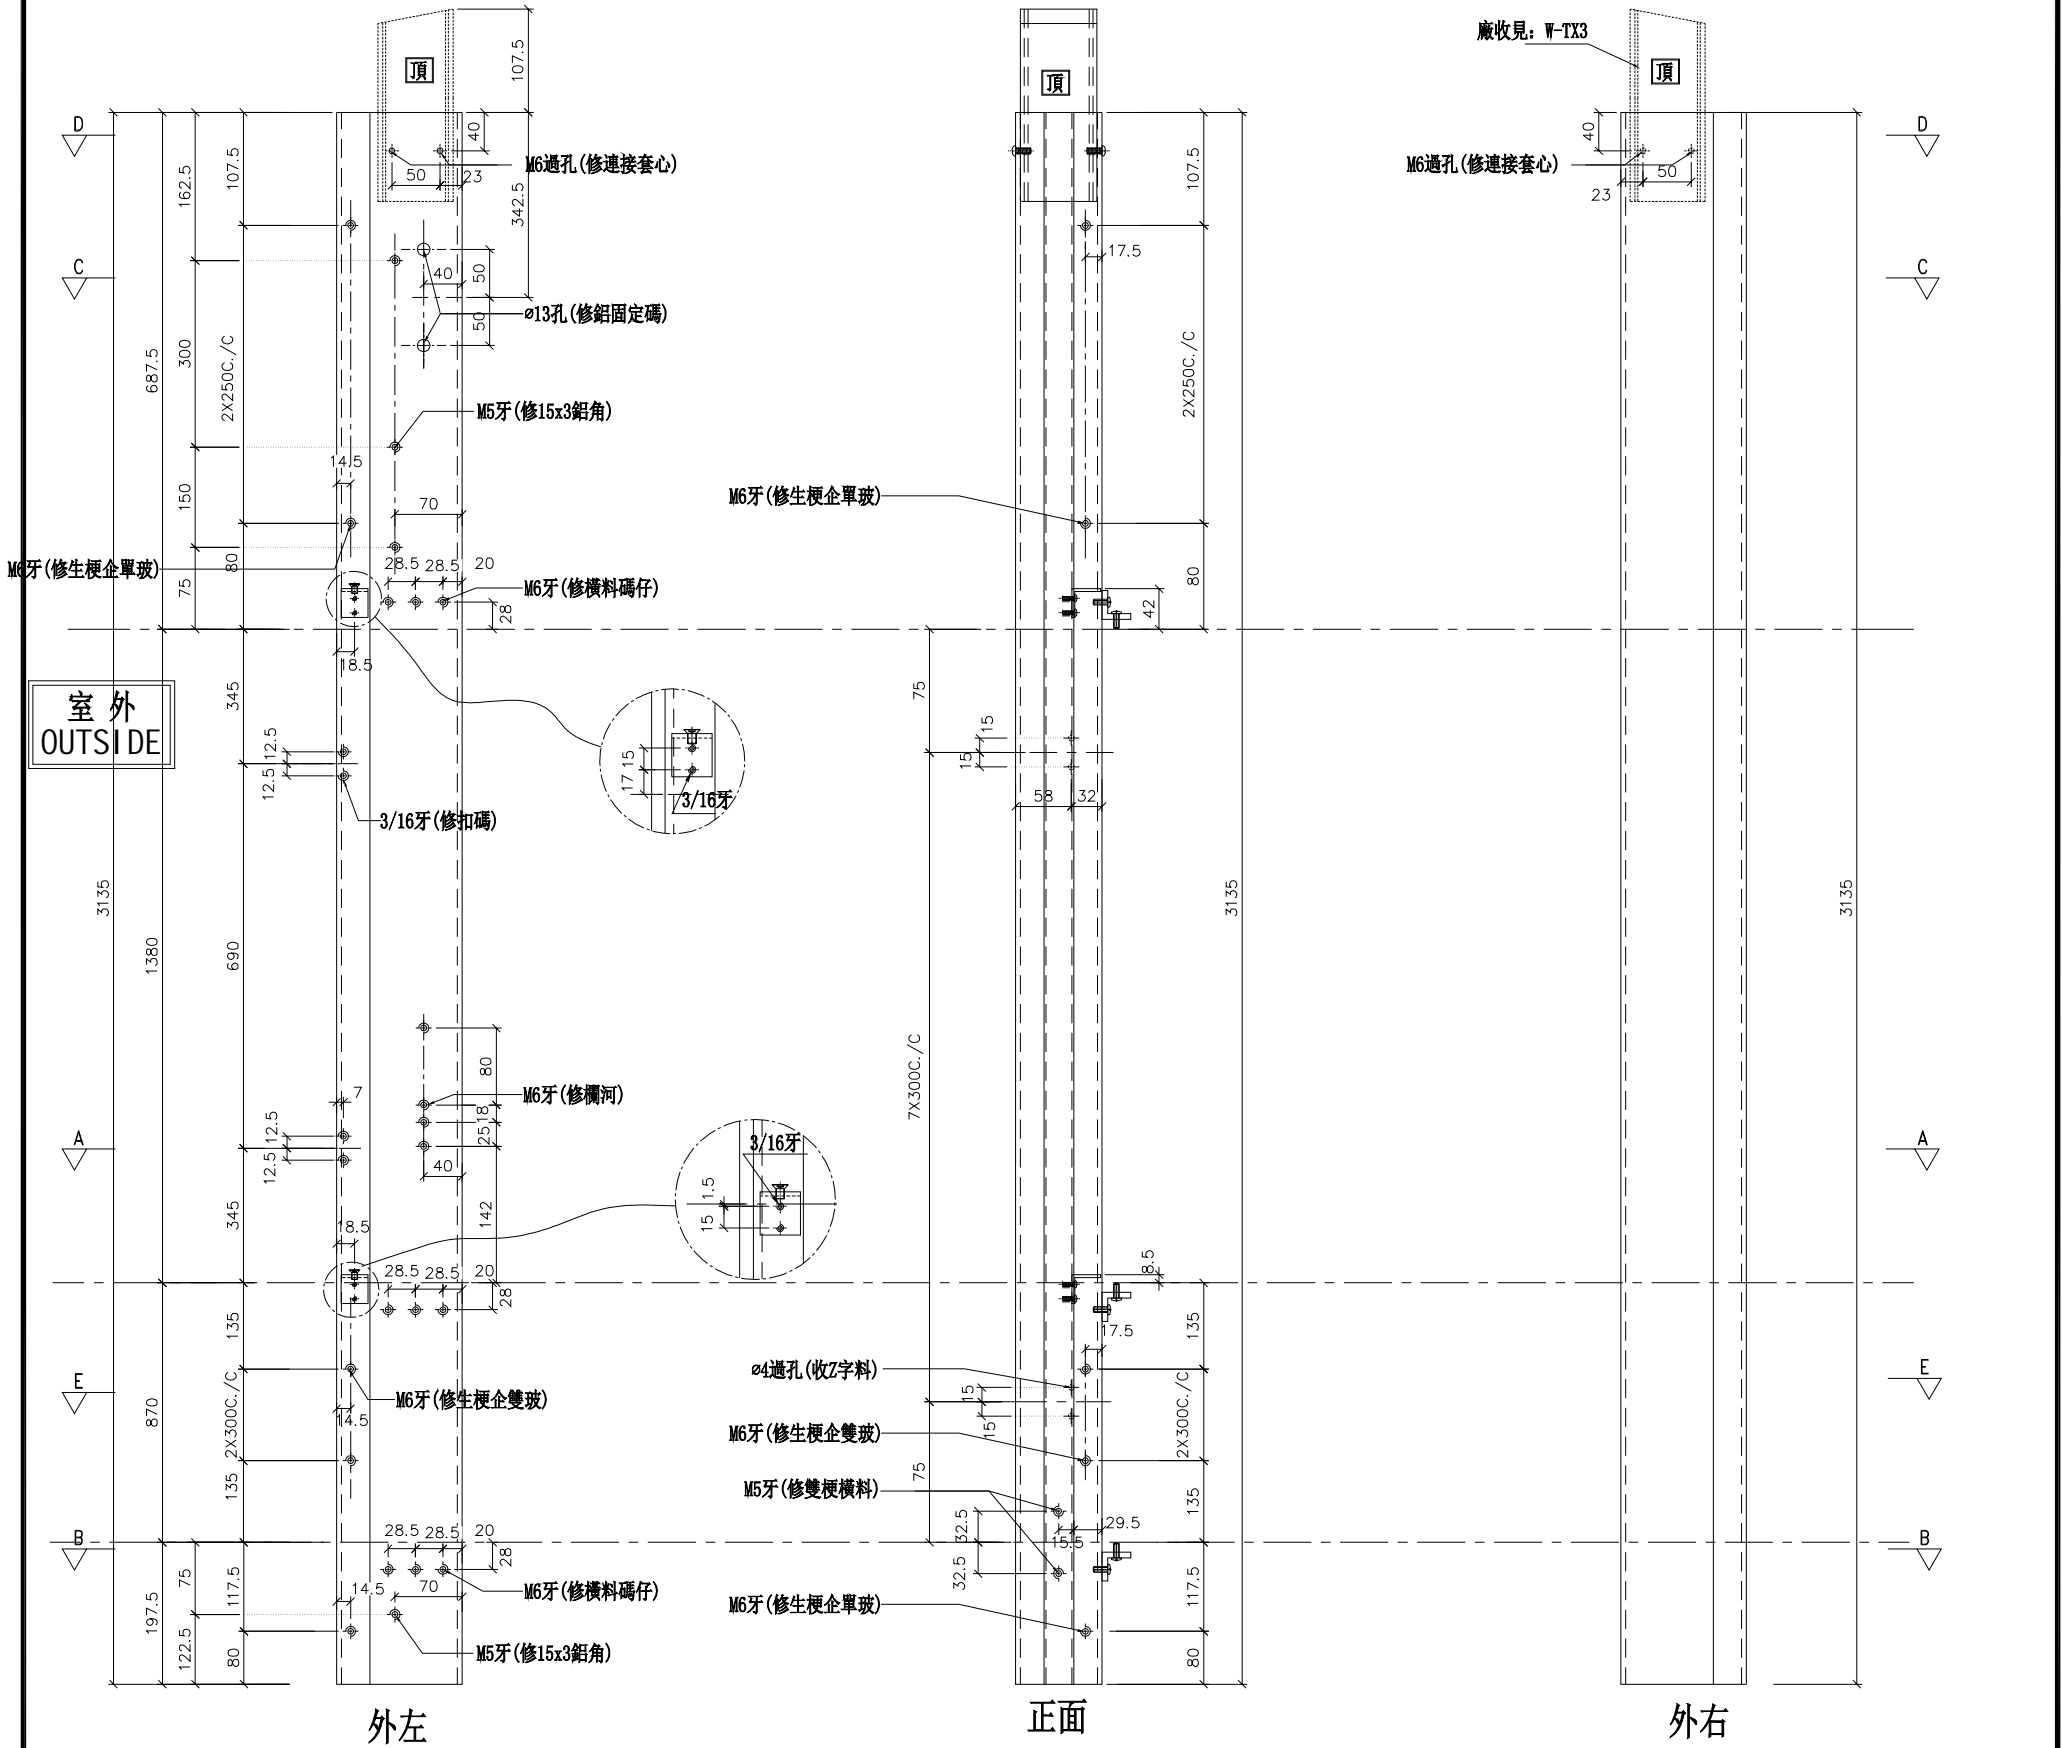 廠收見: W-TX3
頂
頂
頂
107.5
D
40
M6過孔(修連接套心)
50
23
342.5
107.5
162.5
107.5
40
M6過孔(修連接套心)
50
23
D
C
40
50
50
ø13孔(修鋁固定碼)
17.5
C
687.5
300
2X250C./C
2X250C./C
M5牙(修15x3鋁角)
14.5
150
70
M6牙(修生梗企單玻)
M6牙(修生梗企單玻)
75
80
28.5
28.5
20
M6牙(修橫料碼仔)
28
80
42
18.5
室外
OUTSIDE
345
12.5
12.5
15
17
3/16牙
75
15
15
58
32
3/16牙(修扣碼)
3135
1380
690
3135
3135
80
M6牙(修欄河)
18
25
40
142
7
12.5
12.5
7X300C./C
A
A
3/16牙
1.5
15
345
18.5
28.5
28.5
20
28
8.5
17.5
135
135
ø4過孔(收Z字料)
15
15
E
E
870
2X300C./C
M6牙(修生梗企雙玻)
14.5
M6牙(修生梗企雙玻)
2X300C./C
75
M5牙(修雙梗橫料)
135
135
32.5
32.5
15.5
29.5
B
B
28.5
28.5
20
28
M6牙(修橫料碼仔)
14.5
70
75
117.5
117.5
197.5
122.5
80
M6牙(修生梗企單玻)
M5牙(修15x3鋁角)
80
外左
正面
外右